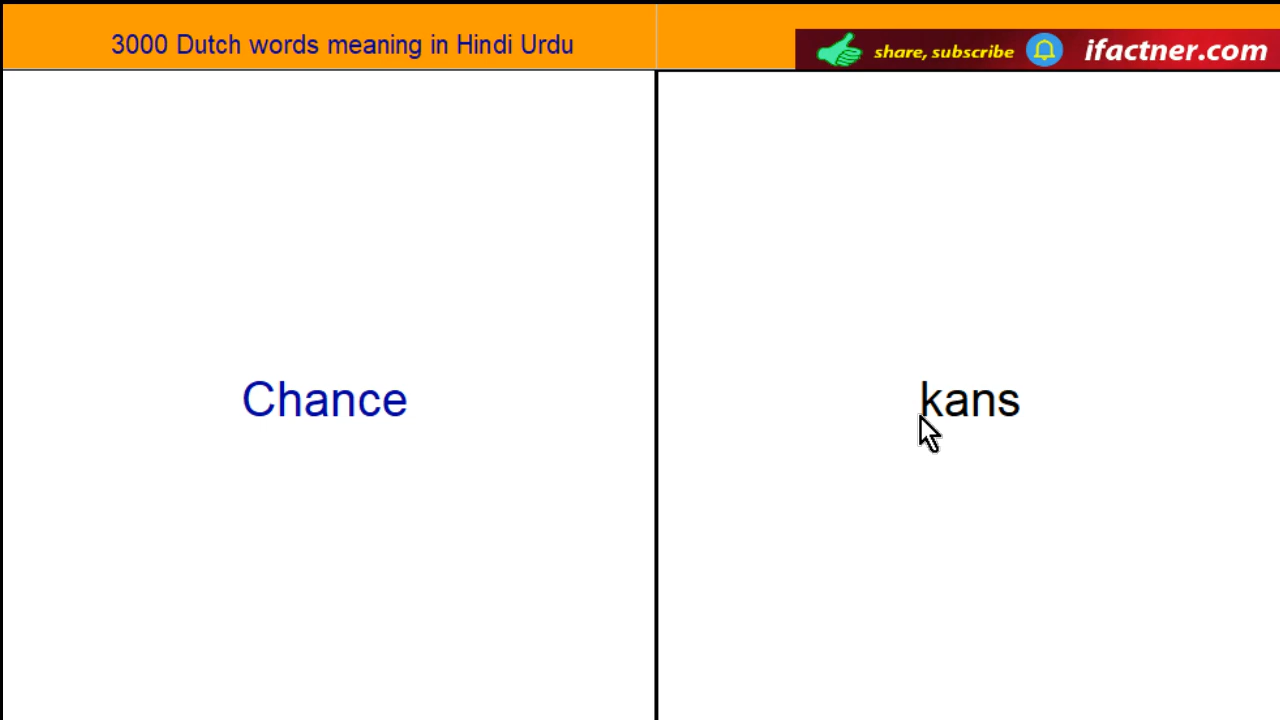 3000 Dutch words meaning in Hindi Urdu
share, subscribe
ifactner.com
Chance
kans